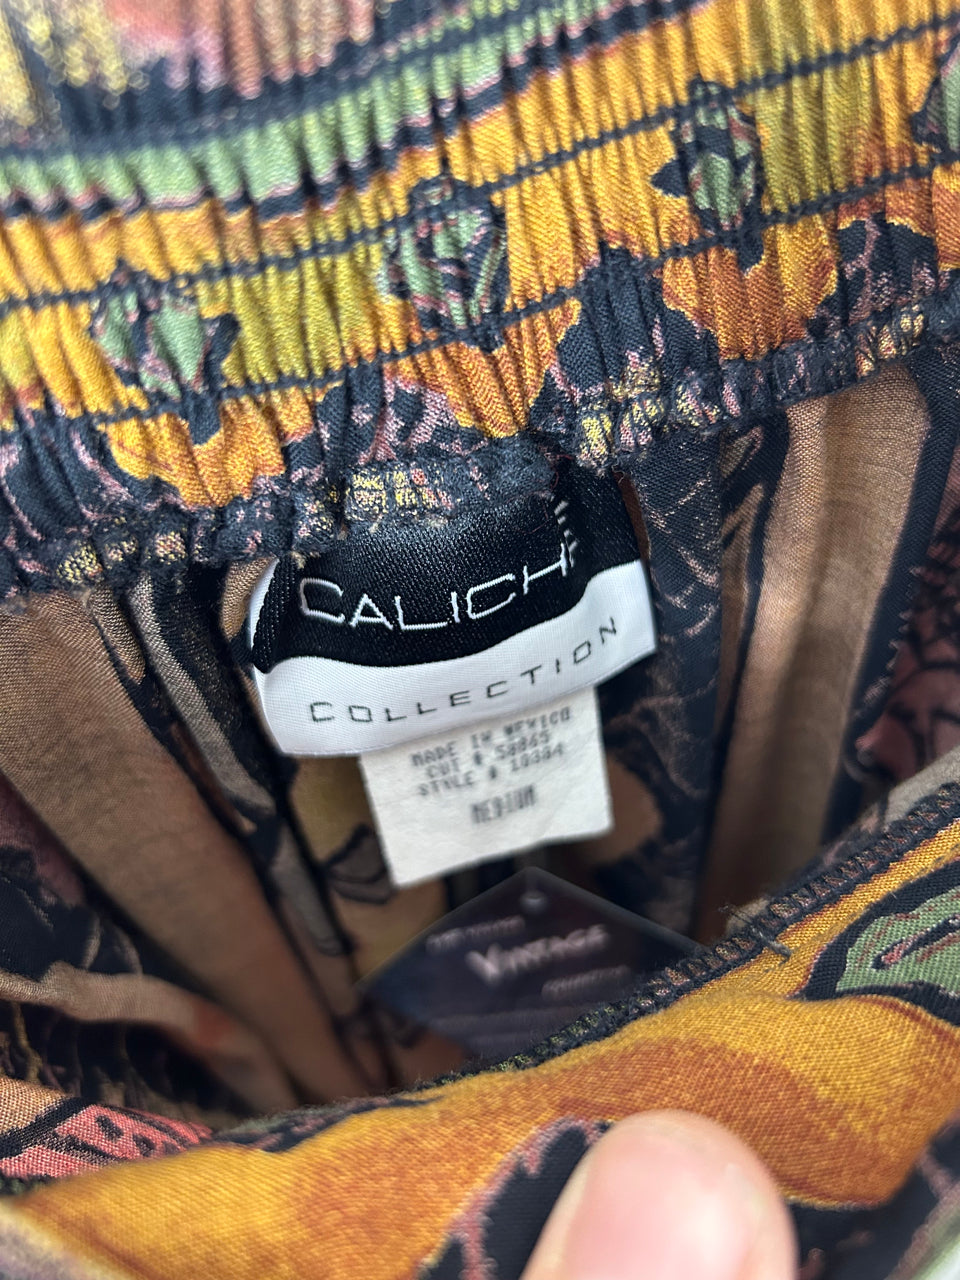 CALICHE
COLLECTION
MADE IN MEXICO
CUT # 58865
STYLE # 10384
MEDIUM
VINTAGE